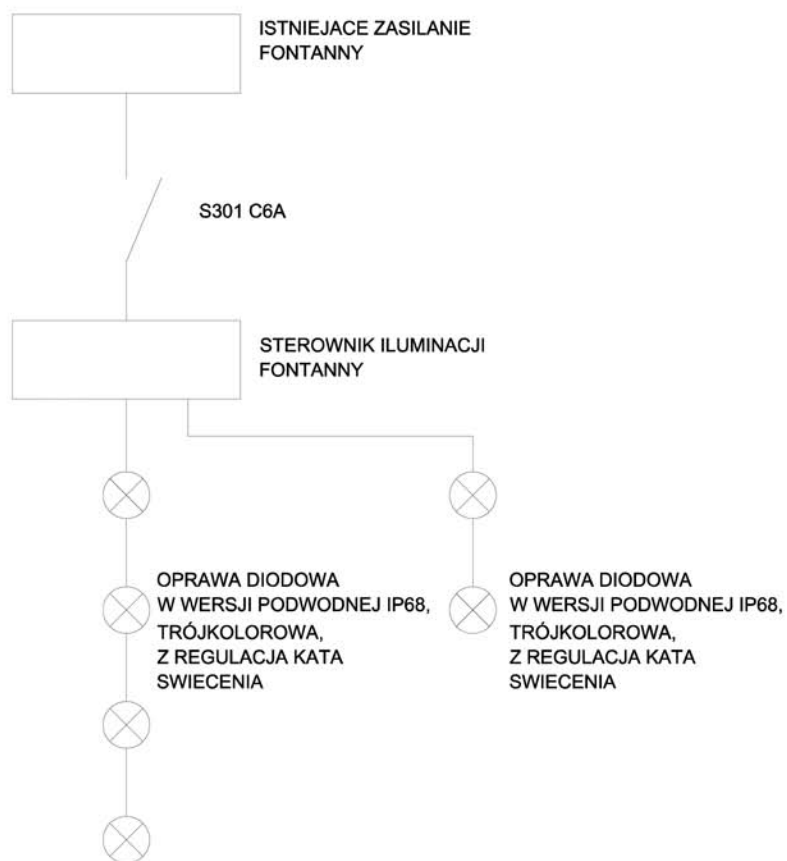 ISTNIEJACE ZASILANIE
FONTANNY
S301 C6A
STEROWNIK ILUMINACJI
FONTANNY
OPRAWA DIODOWA
W WERSJI PODWODNEJ IP68,
TRÓJKOLOROWA,
Z REGULACJA KATA
SWIECENIA
OPRAWA DIODOWA
W WERSJI PODWODNEJ IP68,
TRÓJKOLOROWA,
Z REGULACJA KATA
SWIECENIA